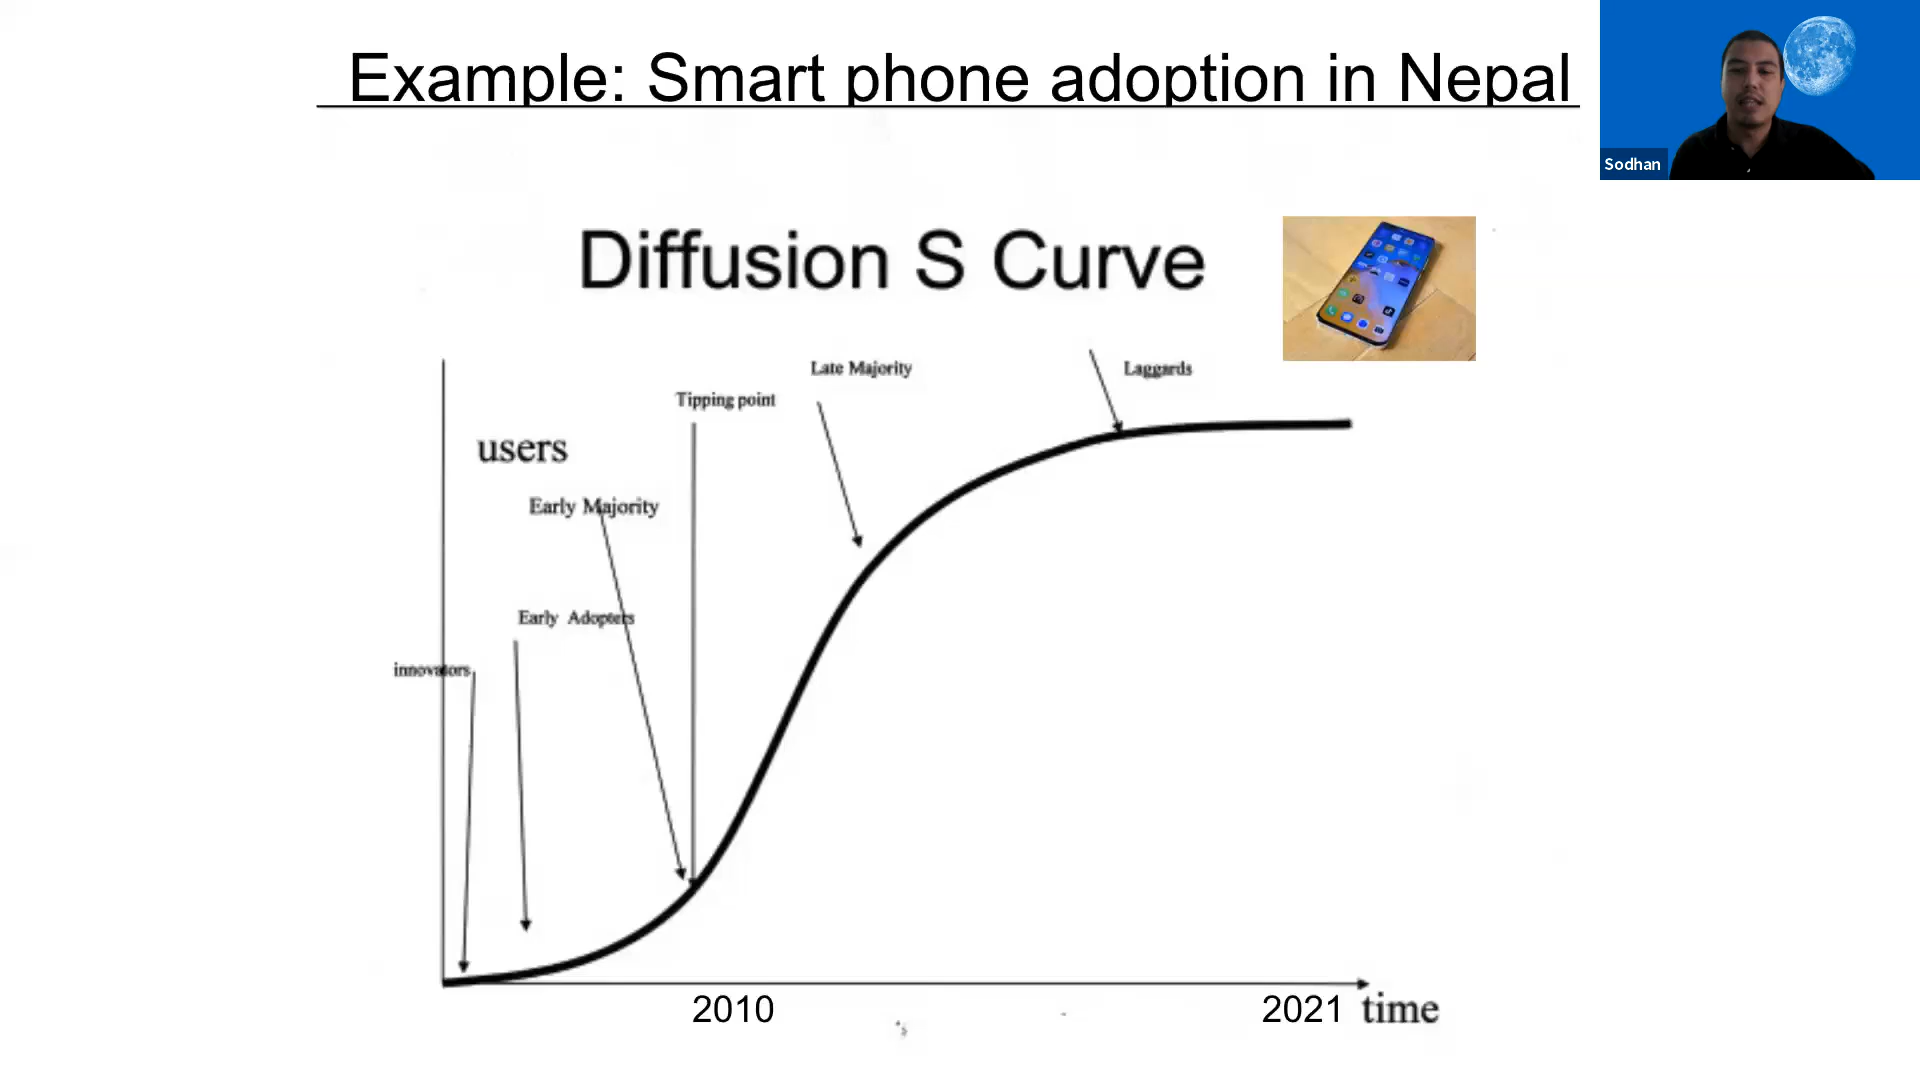 Example: Smart phone adoption in Nepal
Sodhan
Diffusion S Curve
Late Majority
Laggards
Tipping point
users
Early Majority
Early Adopters
innovators
2010
2021
time